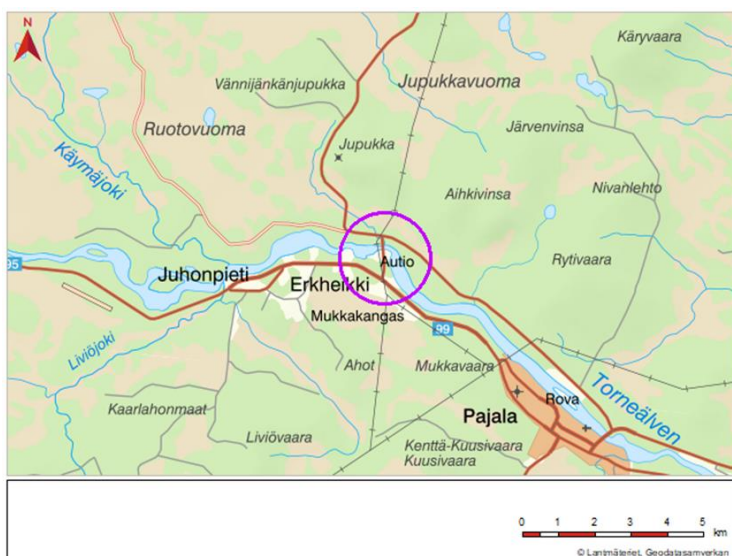 N
Käryvaara
Vännijänkänjupukka
Jupukkavuoma
Ruotovuoma
Järvenvinsa
Jupukka
Käymäjoki
Aihkivinsa
Nivanlehto
95
Autio
Rytivaara
Juhonpieti
Erkheikki
Mukkakangas
99
Liviöjoki
Ahot
Mukkavaara
Torneälven
Kaarlahonmaat
Rova
Pajala
Liviövaara
Kenttä-Kuusivaara
Kuusivaara
0 1 2 3 4 5
km
© Lantmäteriet, Geodatasamverkan